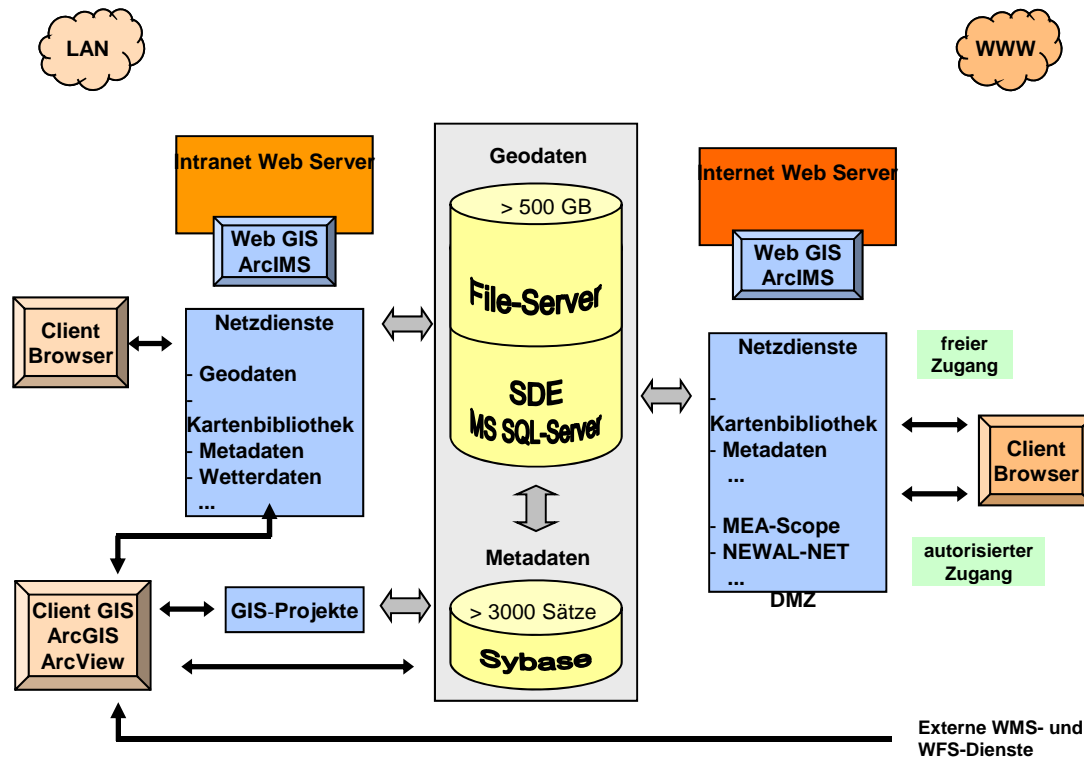 LAN
WWW
Intranet Web Server
Web GIS
ArcIMS
Client
Browser
Netzdienste
- Geodaten
-
Kartenbibliothek
- Metadaten
- Wetterdaten
...
Client GIS
ArcGIS
ArcView
GIS-Projekte
Geodaten
> 500 GB
File-Server
SDE
MS SQL-Server
Metadaten
> 3000 Sätze
Sybase
Internet Web Server
Web GIS
ArcIMS
Netzdienste
-
Kartenbibliothek
- Metadaten
...
- MEA-Scope
- NEWAL-NET
...
DMZ
freier
Zugang
Client
Browser
autorisierter
Zugang
Externe WMS- und
WFS-Dienste